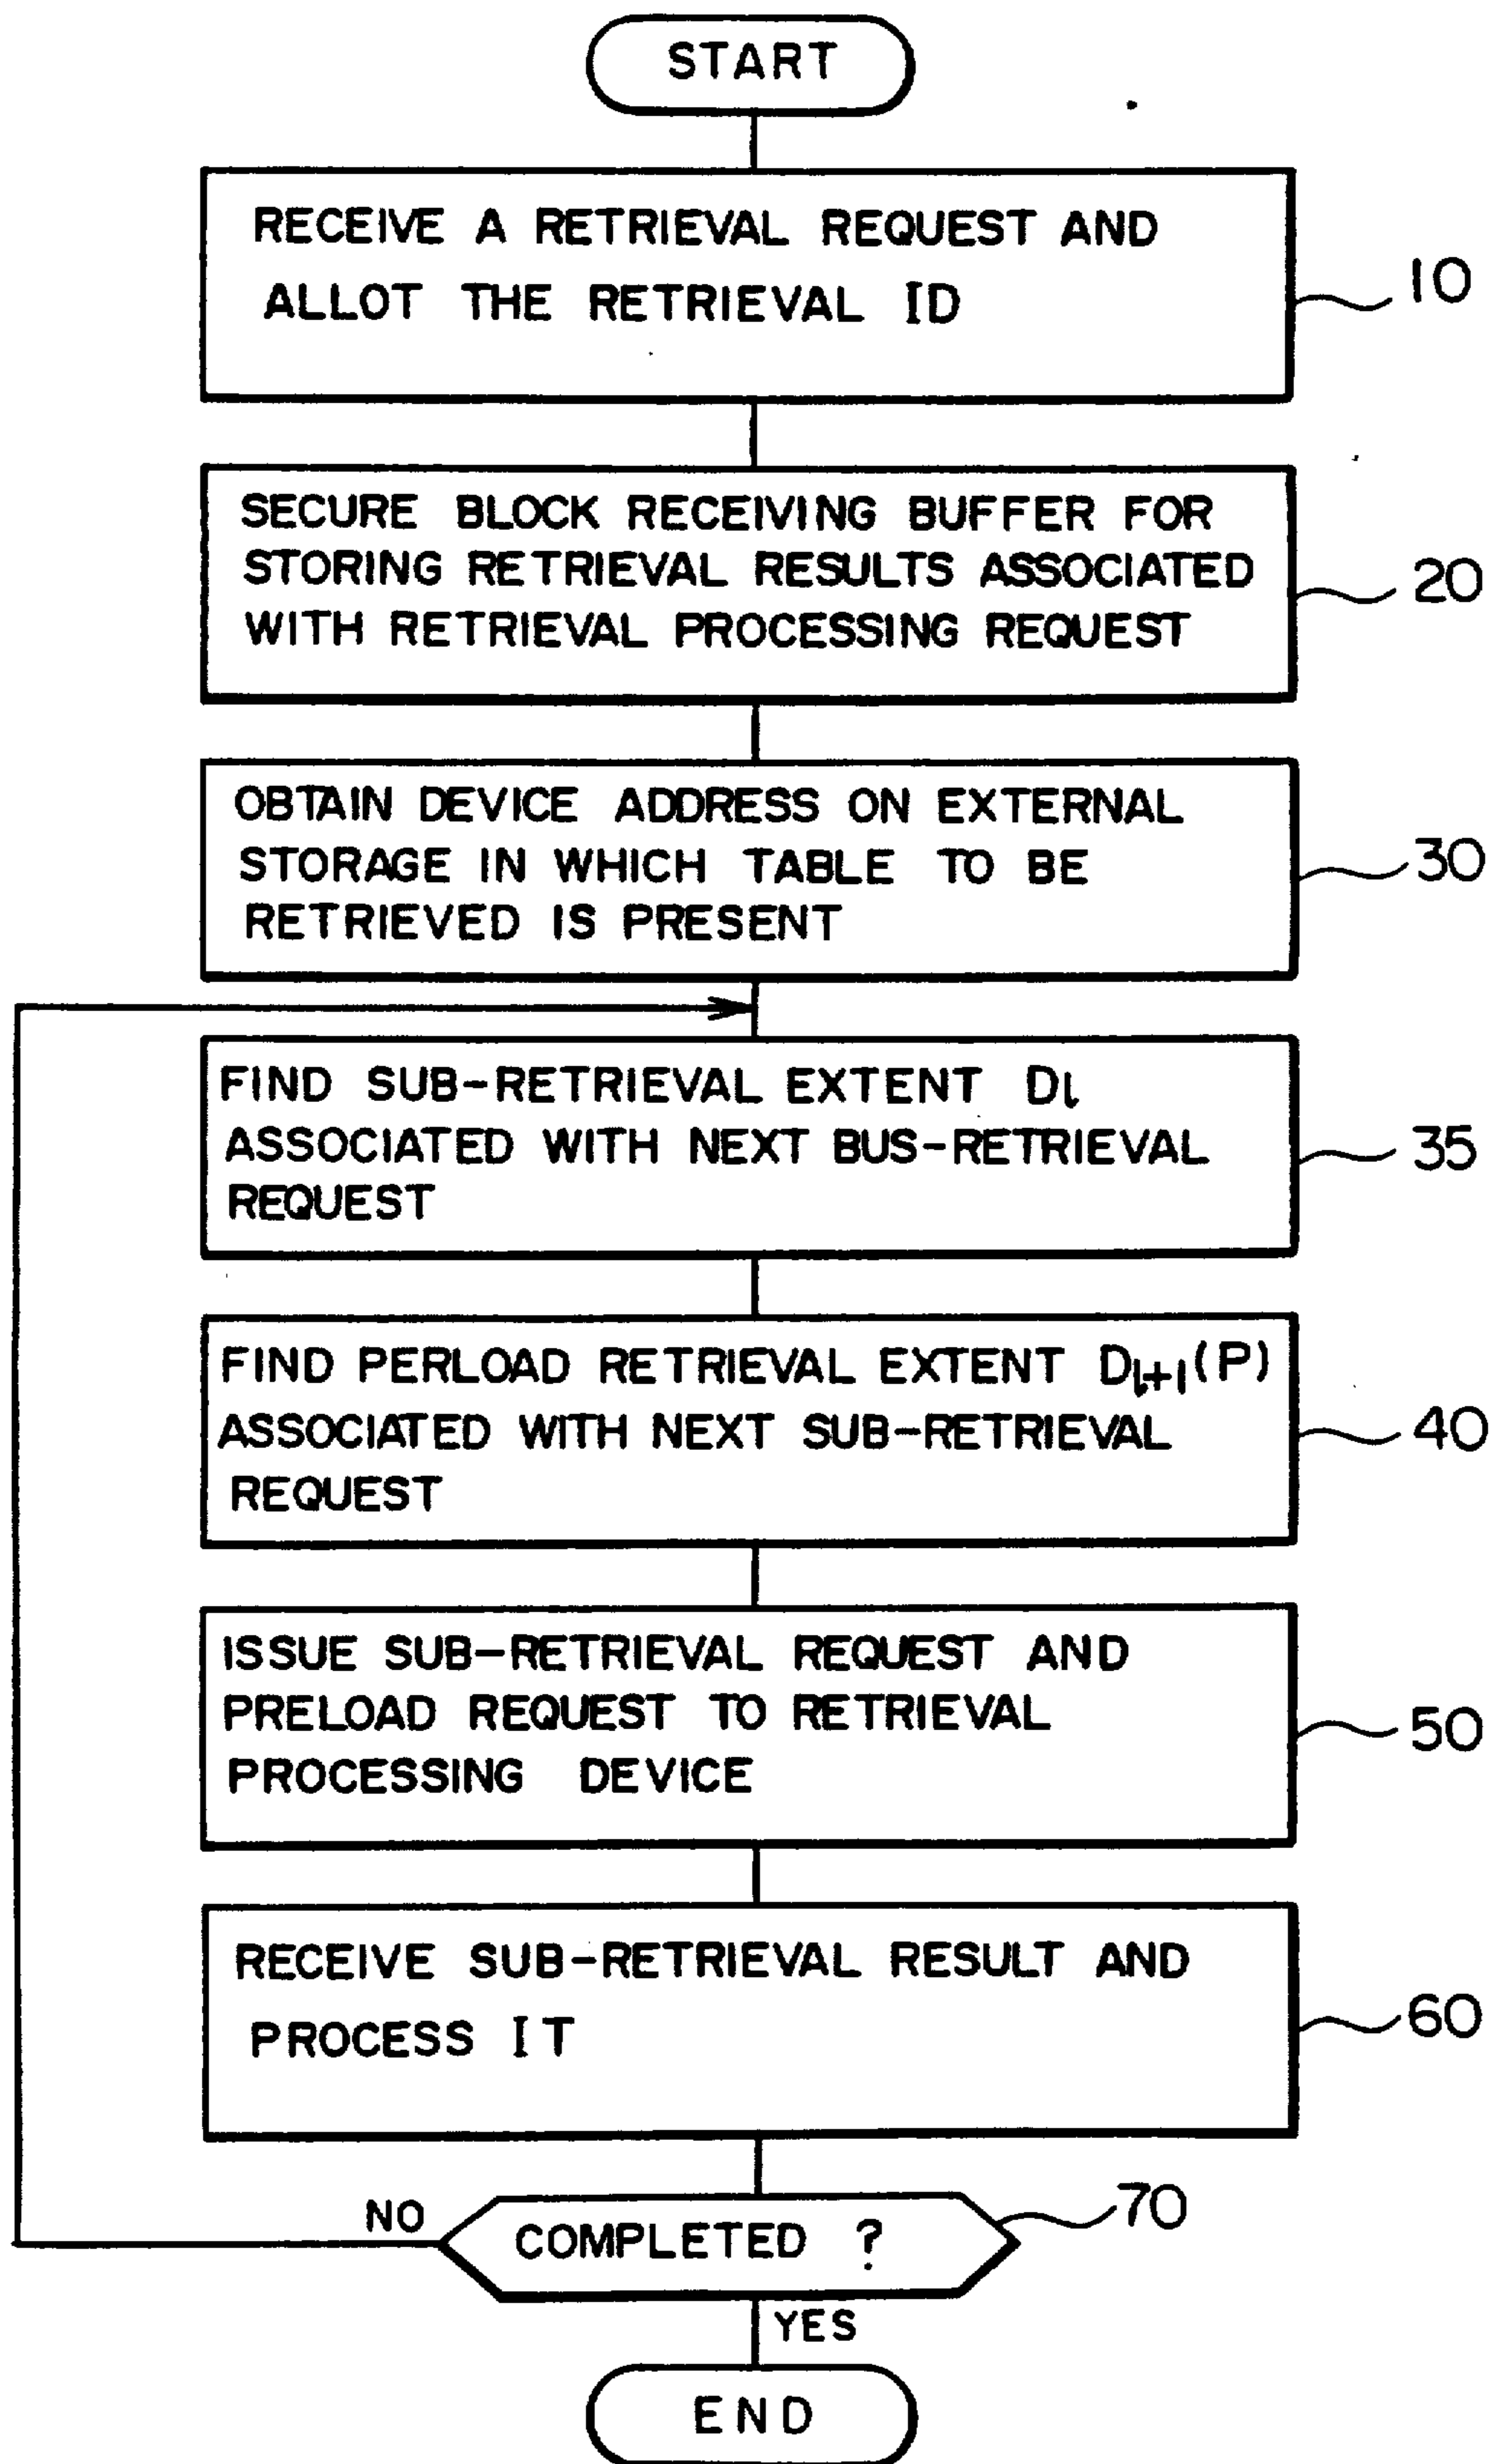 START
RECEIVE A RETRIEVAL REQUEST AND
ALLOT THE RETRIEVAL ID
10
SECURE BLOCK RECEIVING BUFFER FOR
STORING RETRIEVAL RESULTS ASSOCIATED
WITH RETRIEVAL PROCESSING REQUEST
20
OBTAIN DEVICE ADDRESS ON EXTERNAL
STORAGE IN WHICH TABLE TO BE
RETRIEVED IS PRESENT
30
FIND SUB-RETRIEVAL EXTENT Dl
ASSOCIATED WITH NEXT BUS-RETRIEVAL
REQUEST
35
FIND PERLOAD RETRIEVAL EXTENT Dl+1(P)
ASSOCIATED WITH NEXT SUB-RETRIEVAL
REQUEST
40
ISSUE SUB-RETRIEVAL REQUEST AND
PRELOAD REQUEST TO RETRIEVAL
PROCESSING DEVICE
50
RECEIVE SUB-RETRIEVAL RESULT AND
PROCESS IT
60
COMPLETED ?
70
NO
YES
END